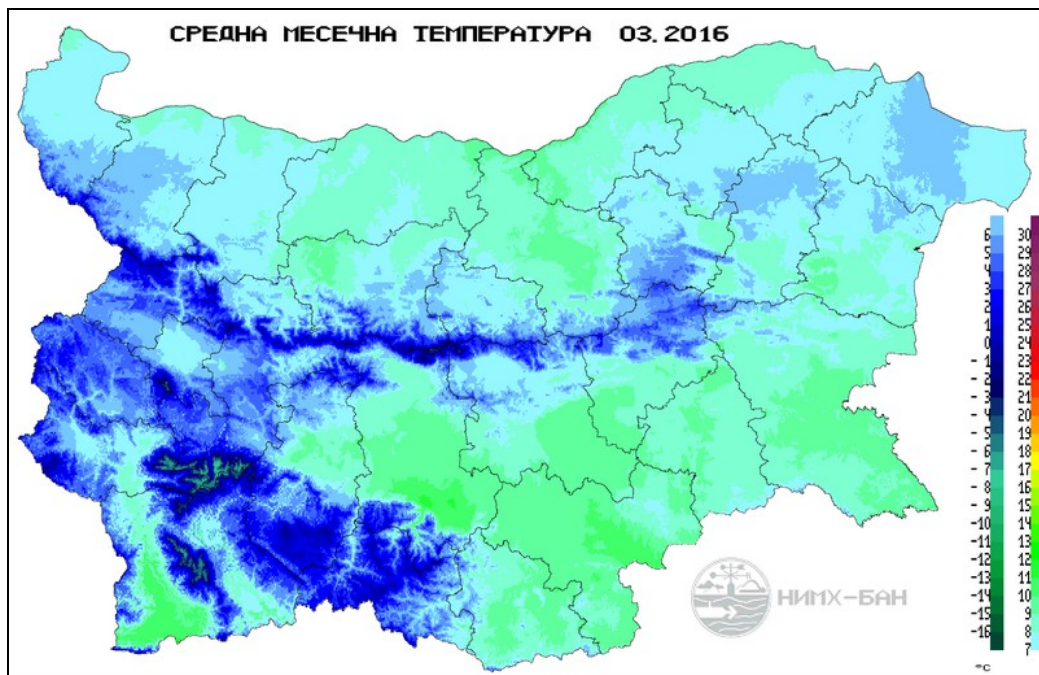 СРЕДНА МЕСЕЧНА ТЕМПЕРАТУРА 03.2016
6 30
5 29
4 28
3 27
2 26
1 25
0 24
- 1 23
- 2 22
- 3 21
- 4 20
- 5 19
- 6 18
- 7 17
- 8 16
- 9 15
-10 14
-11 13
-12 12
-13 11
-14 10
-15 9
-16 8
7
°C
НИМХ-БАН